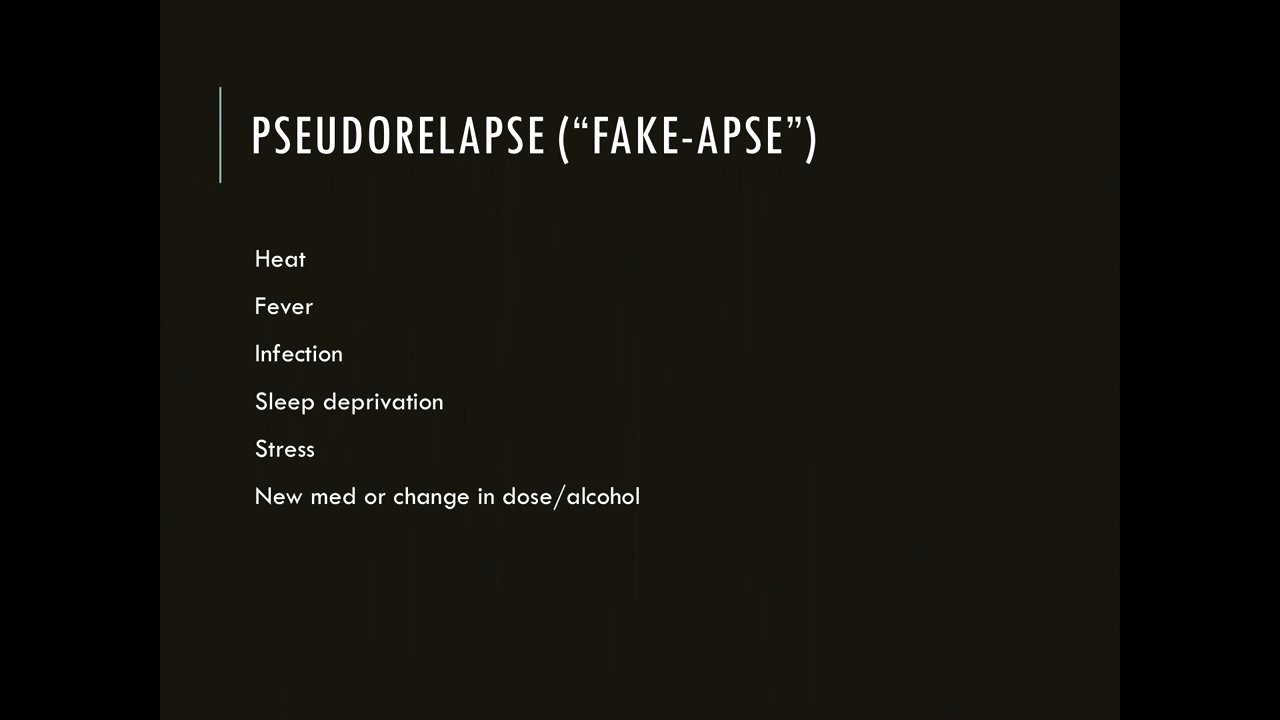 PSEUDORELAPSE (“FAKE-APSE”)
Heat
Fever
Infection
Sleep deprivation
Stress
New med or change in dose/alcohol